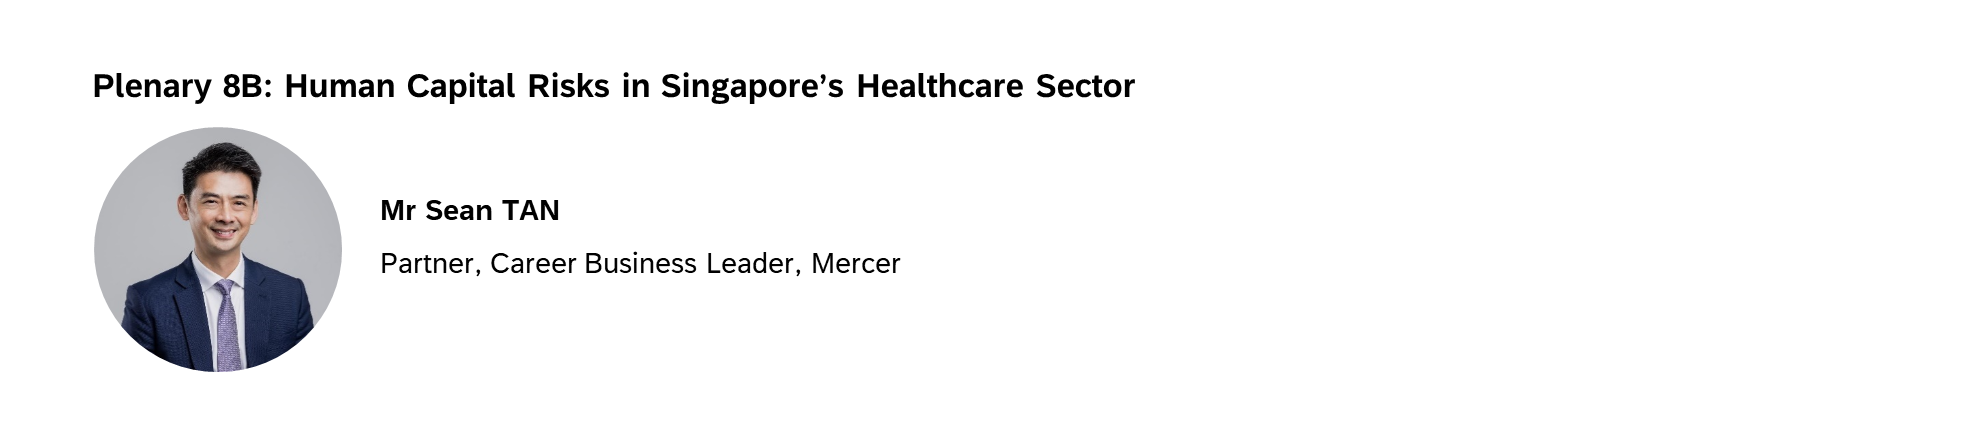 Plenary 8B: Human Capital Risks in Singapore’s Healthcare Sector
Mr Sean TAN
Partner, Career Business Leader, Mercer